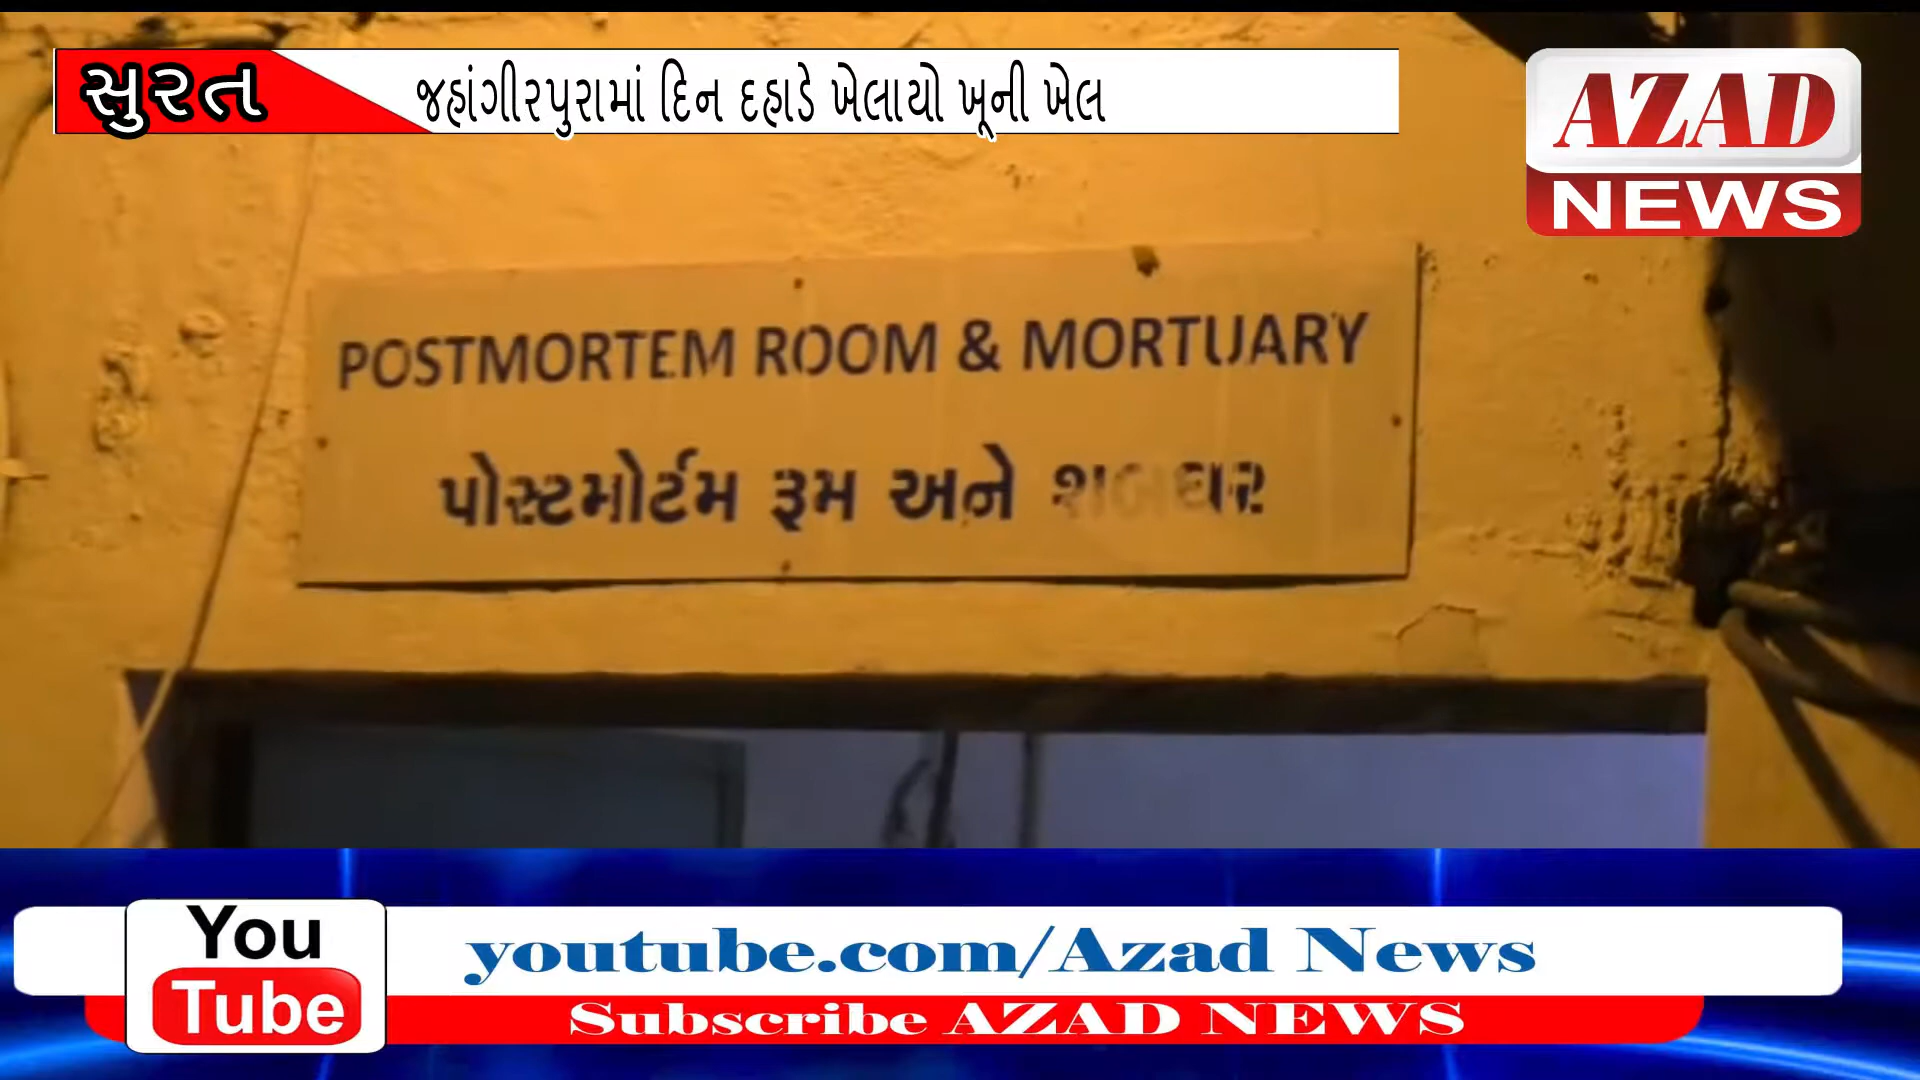 સુરત
જહાંગીરપુરામાં દિન દહાડે ખેલાયો ખૂની ખેલ
AZAD
NEWS
POSTMORTEM ROOM & MORTUARY
પોસ્ટમોર્ટમ રૂમ અને
You
Tube
youtube.com/Azad News
Subscribe AZAD NEWS